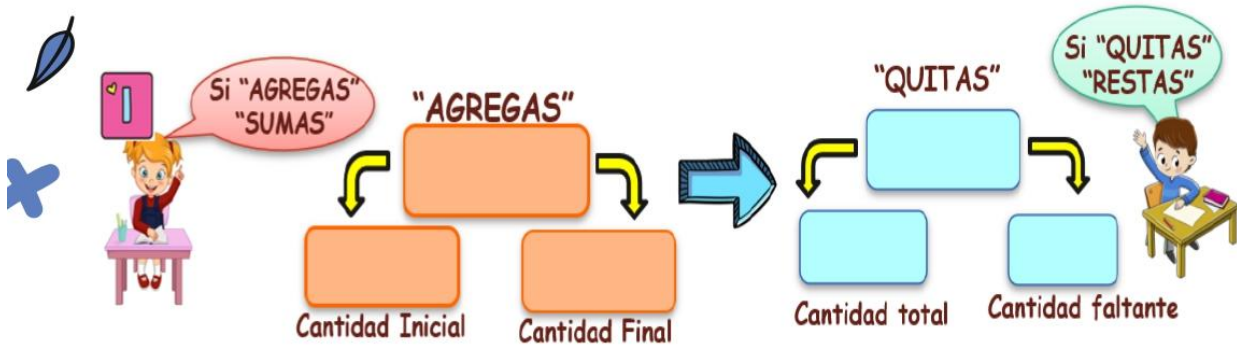 Si "AGREGAS"
"SUMAS"
"AGREGAS"
Cantidad Inicial
Cantidad Final
"QUITAS"
Si "QUITAS"
"RESTAS"
Cantidad total
Cantidad faltante